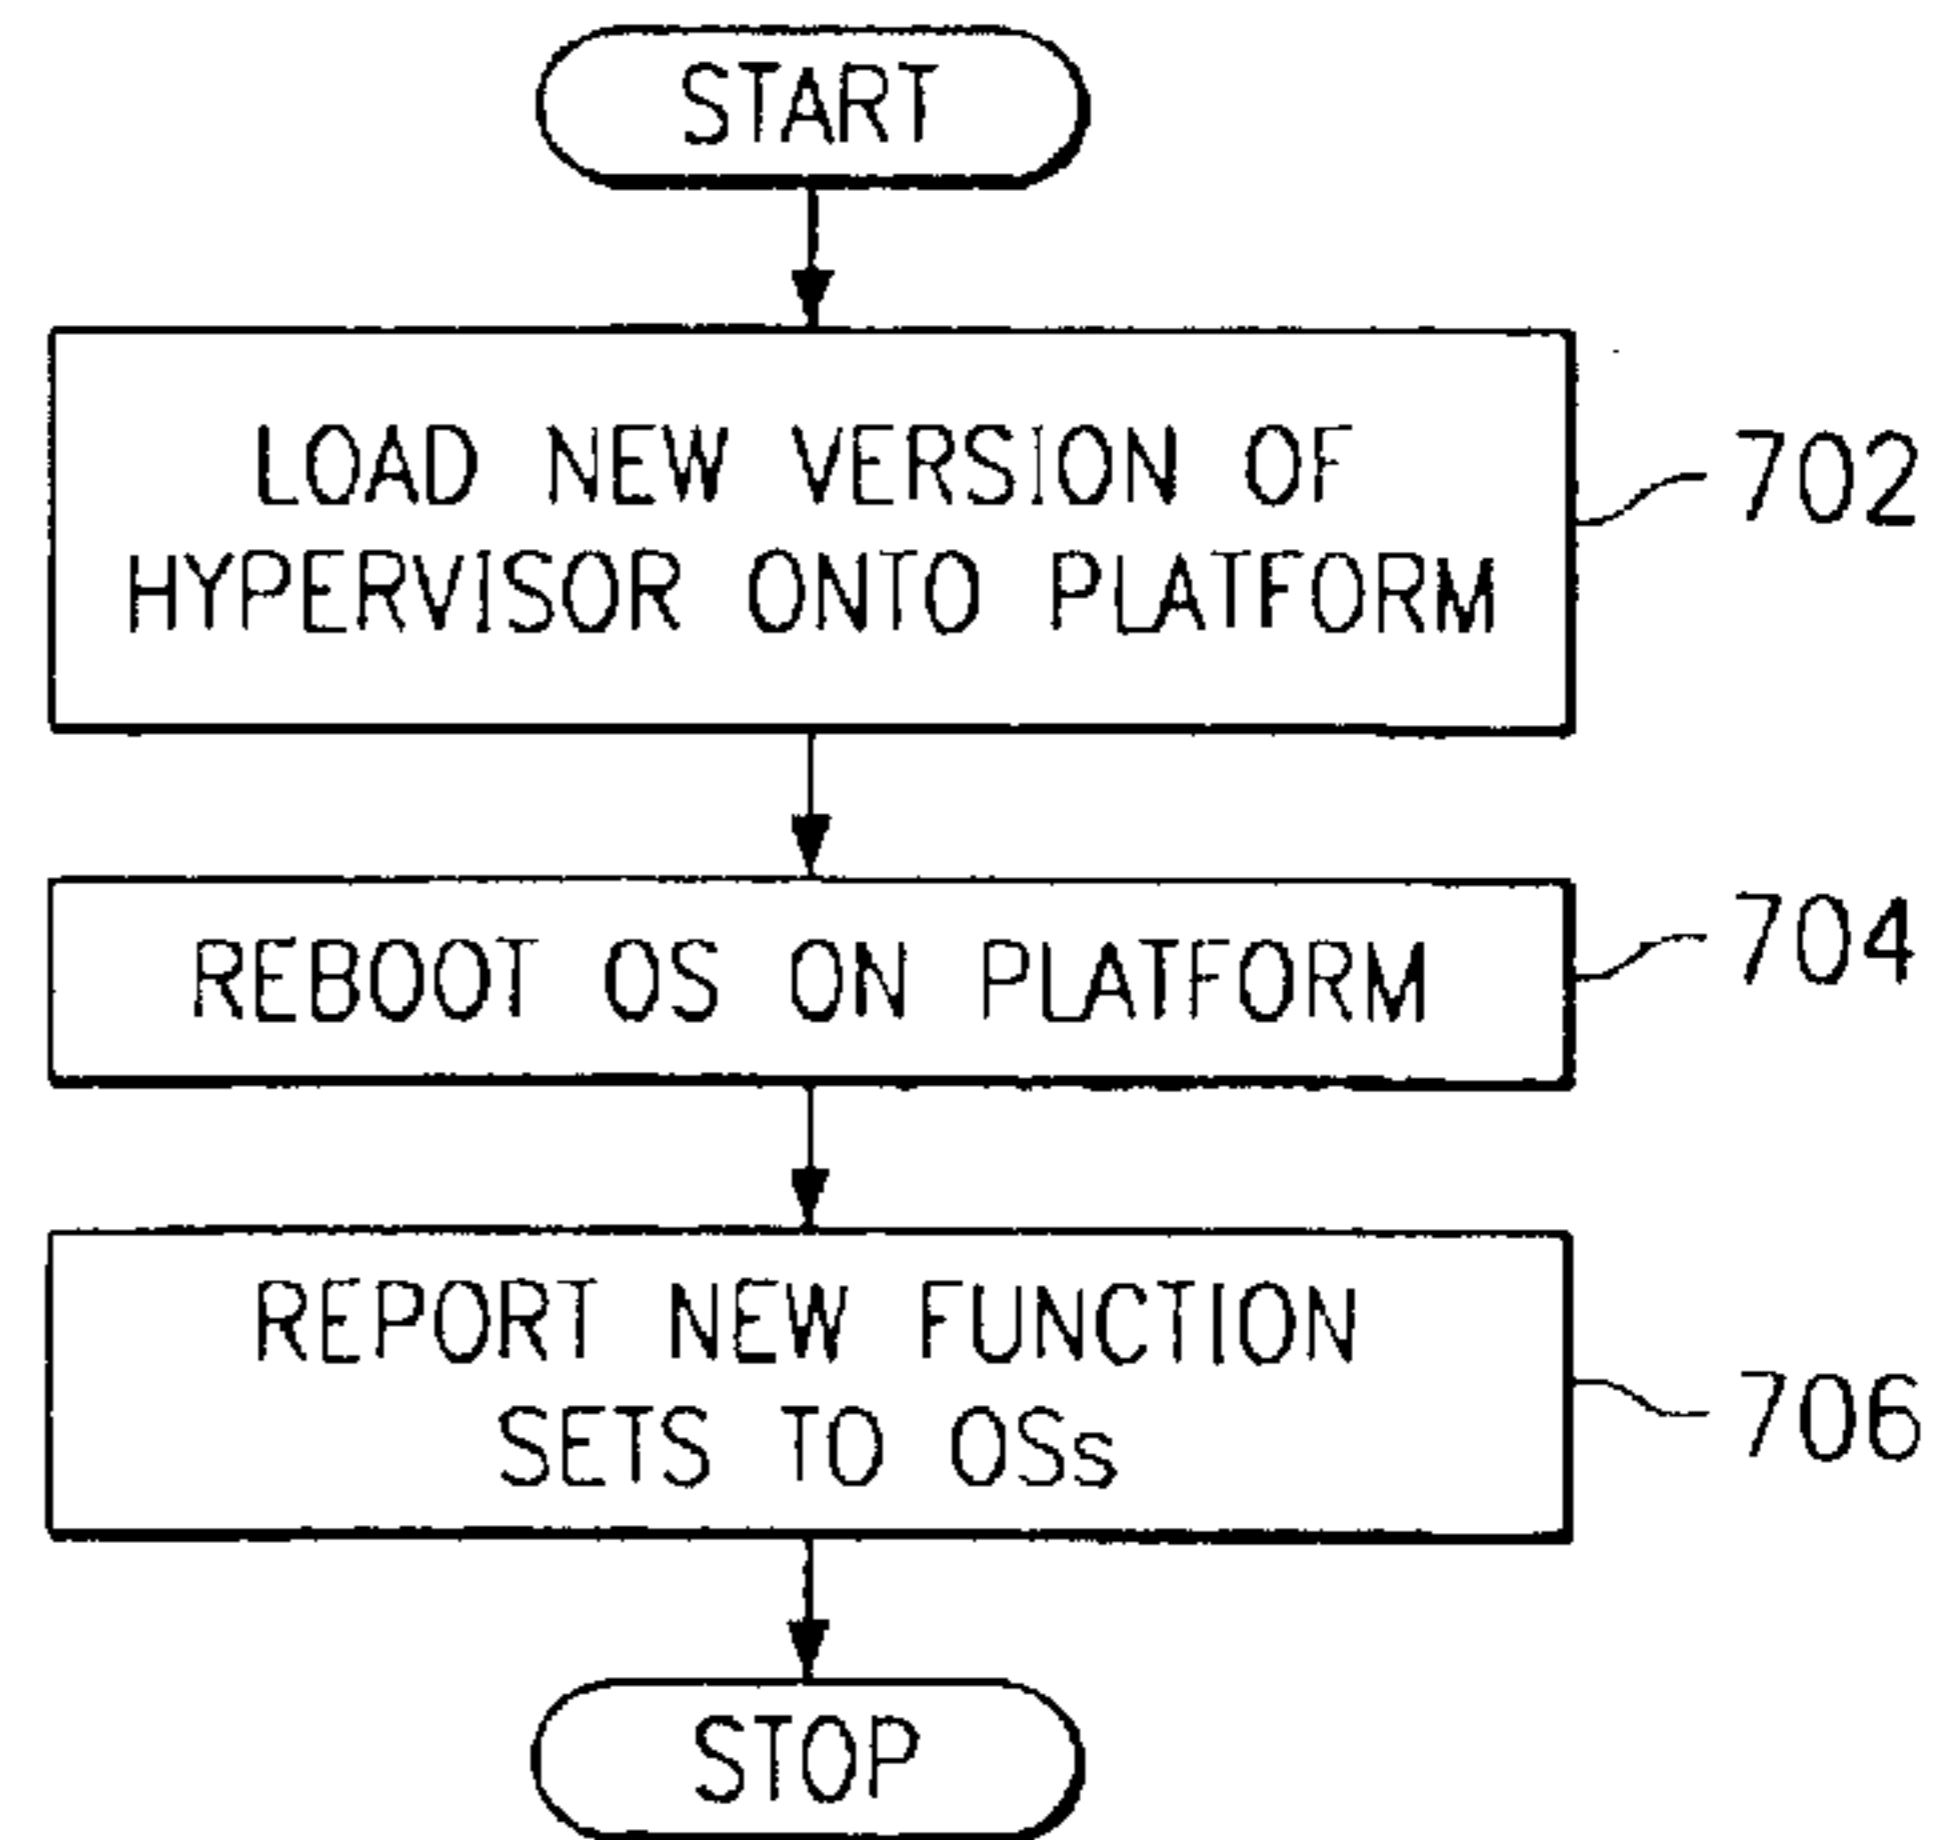 START
LOAD NEW VERSION OF
HYPERVISOR ONTO PLATFORM
702
REBOOT OS ON PLATFORM
704
REPORT NEW FUNCTION
SETS TO OSs
706
STOP